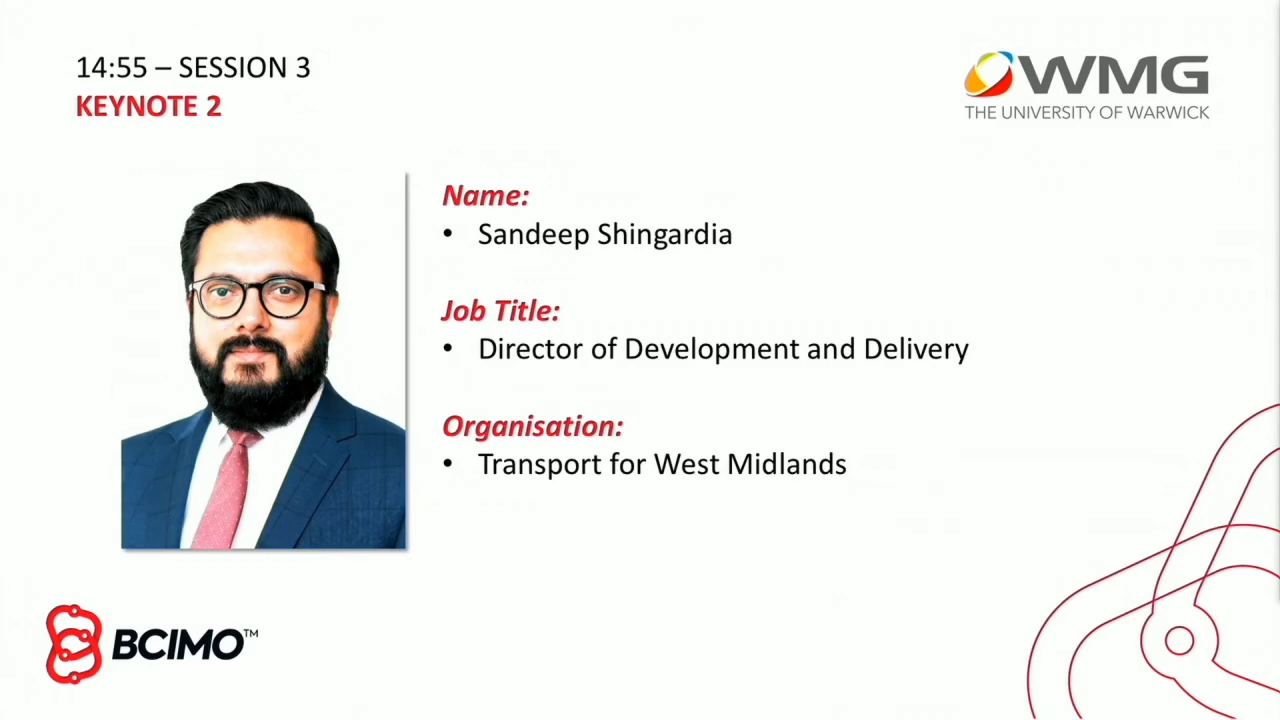 14:55 – SESSION 3
KEYNOTE 2
WMG
THE UNIVERSITY OF WARWICK
Name:
• Sandeep Shingardia
Job Title:
• Director of Development and Delivery
Organisation:
• Transport for West Midlands
BCIMO™